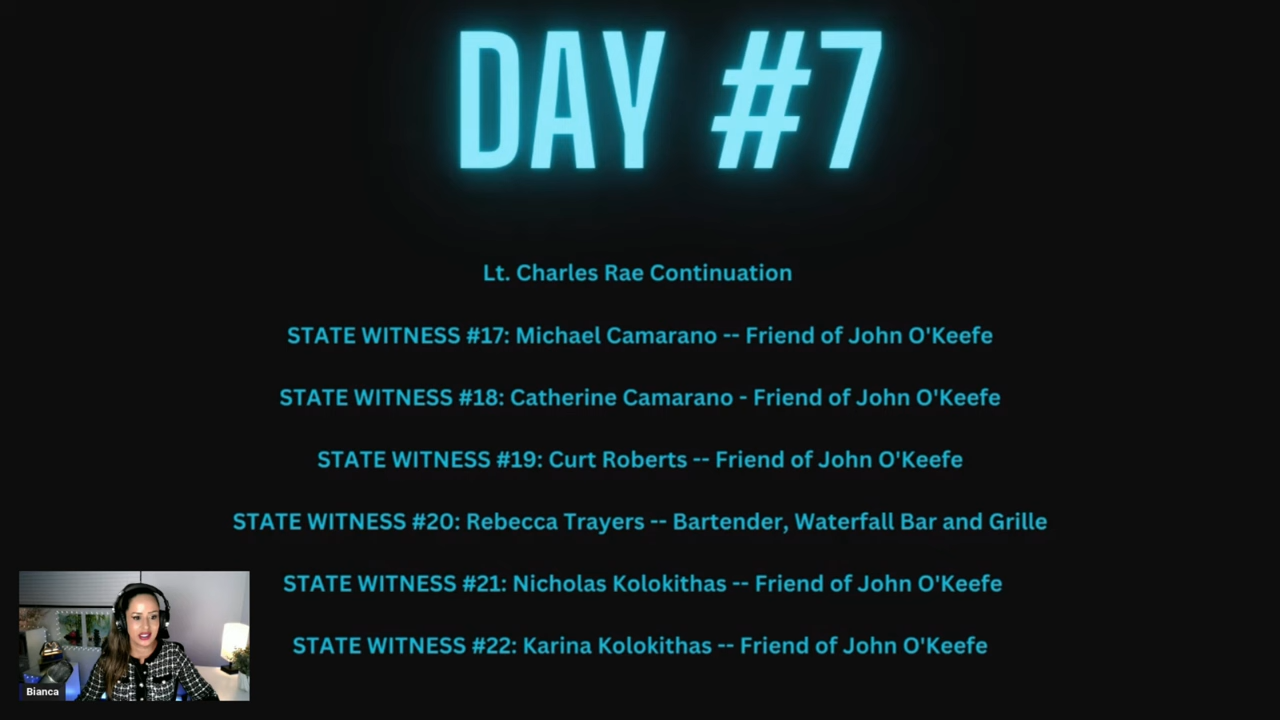 DAY #7
Lt. Charles Rae Continuation
STATE WITNESS #17: Michael Camarano -- Friend of John O'Keefe
STATE WITNESS #18: Catherine Camarano - Friend of John O'Keefe
STATE WITNESS #19: Curt Roberts -- Friend of John O'Keefe
STATE WITNESS #20: Rebecca Trayers -- Bartender, Waterfall Bar and Grille
STATE WITNESS #21: Nicholas Kolokithas -- Friend of John O'Keefe
STATE WITNESS #22: Karina Kolokithas -- Friend of John O'Keefe
Bianca